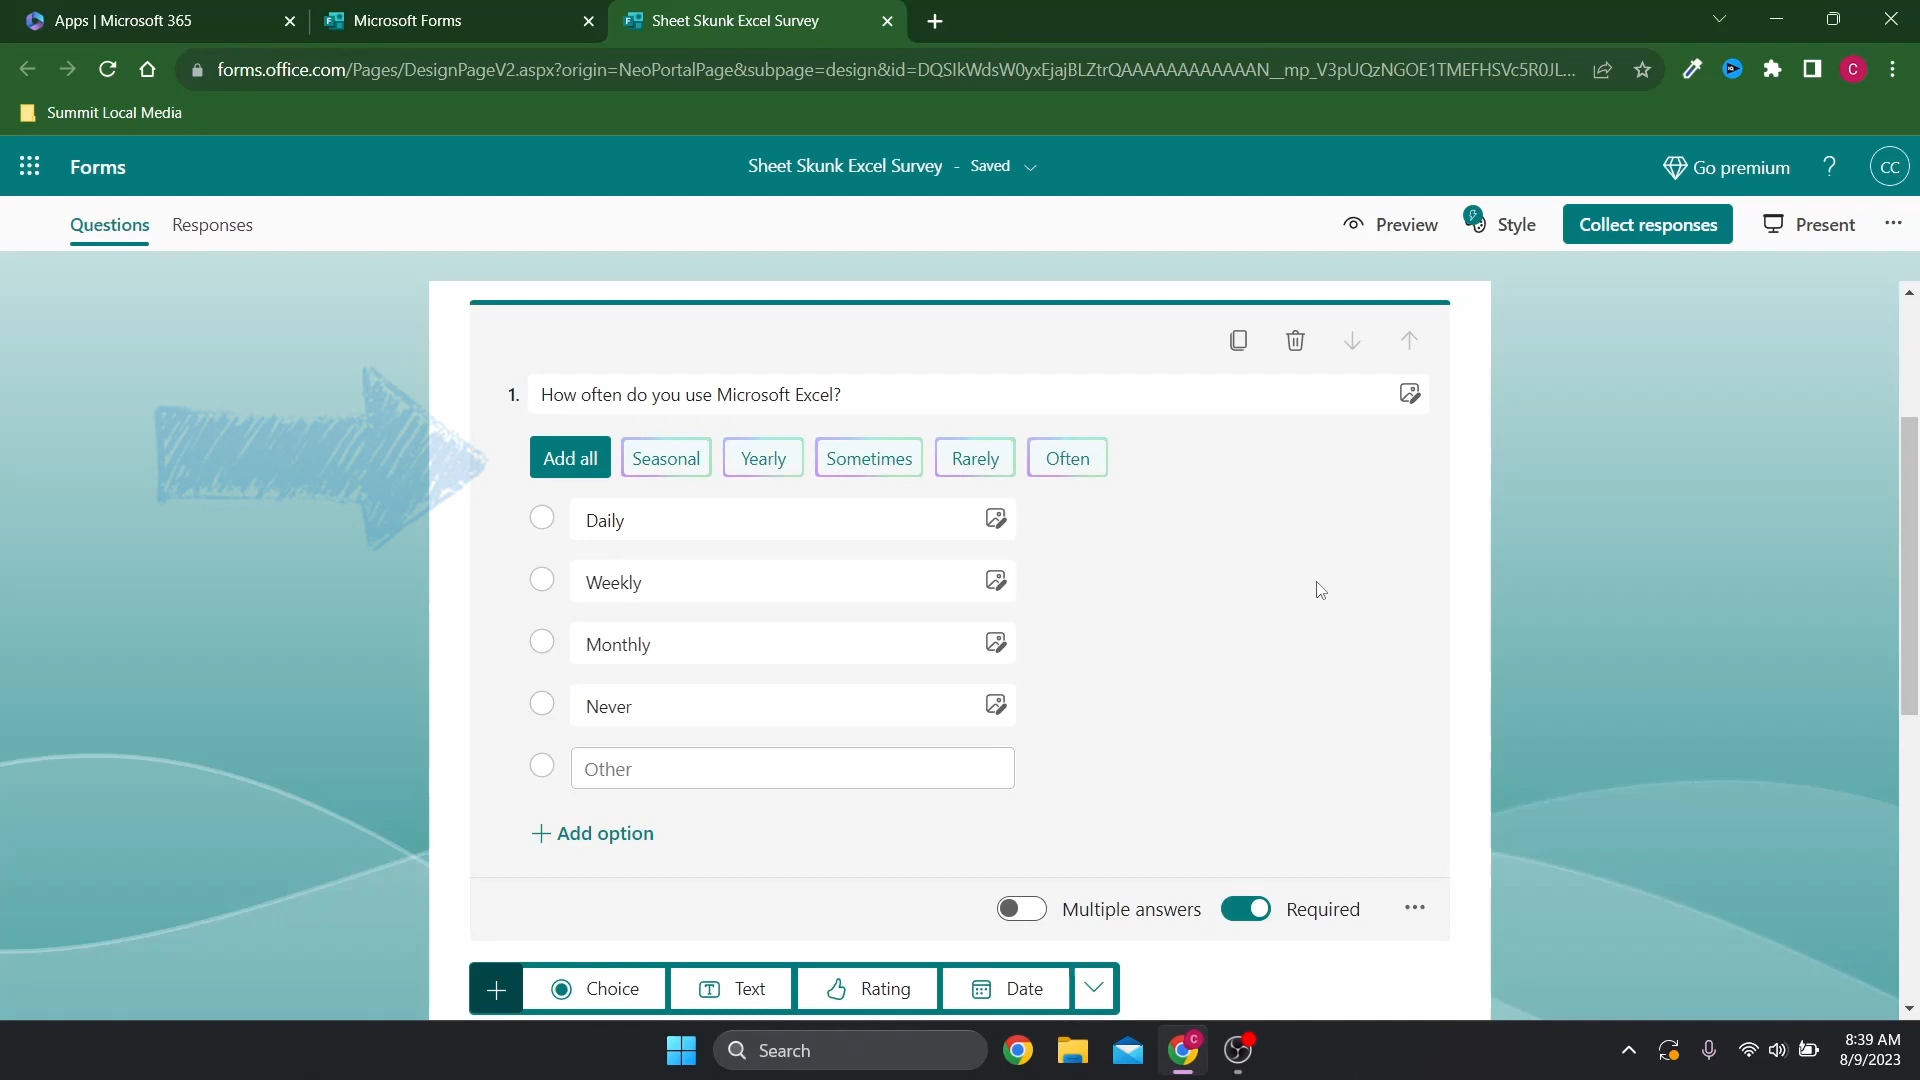 Apps | Microsoft 365
Microsoft Forms
Sheet Skunk Excel Survey
forms.office.com/Pages/DesignPageV2.aspx?origin=NeoPortalPage&subpage=design&id=DQSIkWdsW0yxEjajBLZtrQAAAAAAAAAAAAN__mp_V3pUQzNGOE1TMEFHSVc5R0JL...
C
Summit Local Media
Forms
Sheet Skunk Excel Survey - Saved
Go premium
?
CC
Questions
Responses
Preview
Style
Collect responses
Present
1. How often do you use Microsoft Excel?
Add all
Seasonal
Yearly
Sometimes
Rarely
Often
Daily
Weekly
Monthly
Never
Other
Add option
Multiple answers
Required
Choice
Text
Rating
Date
Search
C
8:39 AM
8/9/2023